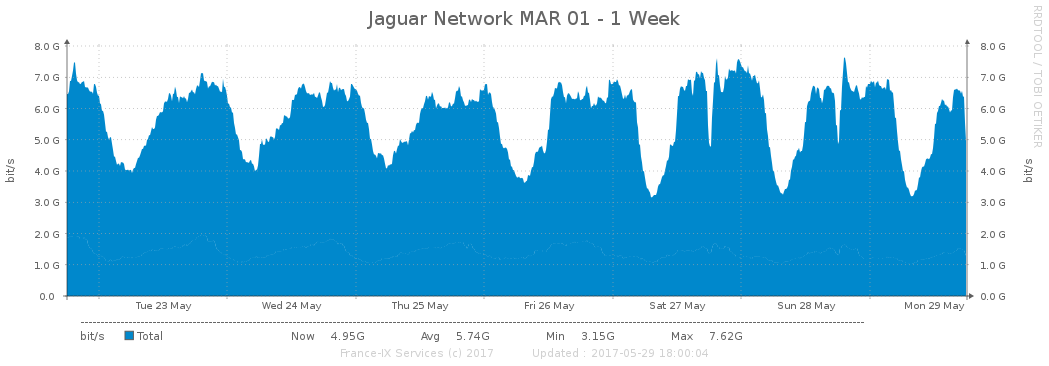 Jaguar Network MAR 01 - 1 Week
RRDTOOL / TOBI OETIKER
8.0 G 8.0 G
7.0 G 7.0 G
6.0 G 6.0 G
5.0 G 5.0 G
4.0 G 4.0 G
3.0 G 3.0 G
2.0 G 2.0 G
1.0 G 1.0 G
0.0 0.0 G
bit/s bit/s
Tue 23 May Wed 24 May Thu 25 May Fri 26 May Sat 27 May Sun 28 May Mon 29 May
bit/s Total Now 4.95G Avg 5.74G Min 3.15G Max 7.62G
France-IX Services (c) 2017 Updated : 2017-05-29 18:00:04